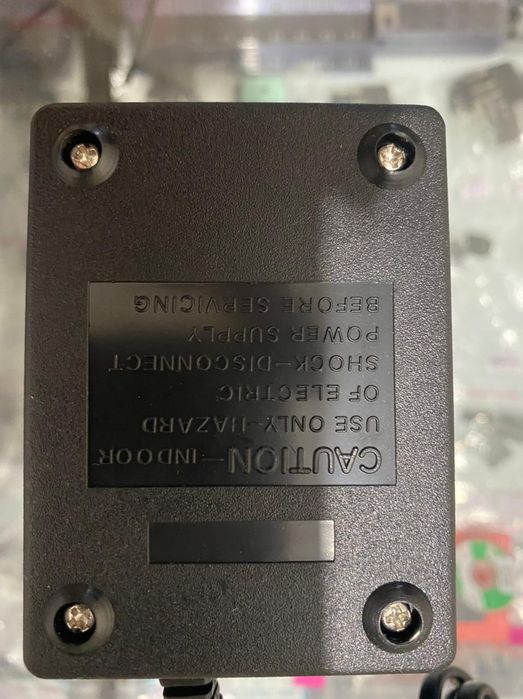 CAUTION—INDOOR
USE ONLY—HAZARD
OF ELECTRIC
SHOCK—DISCONNECT
POWER SUPPLY
BEFORE SERVICING